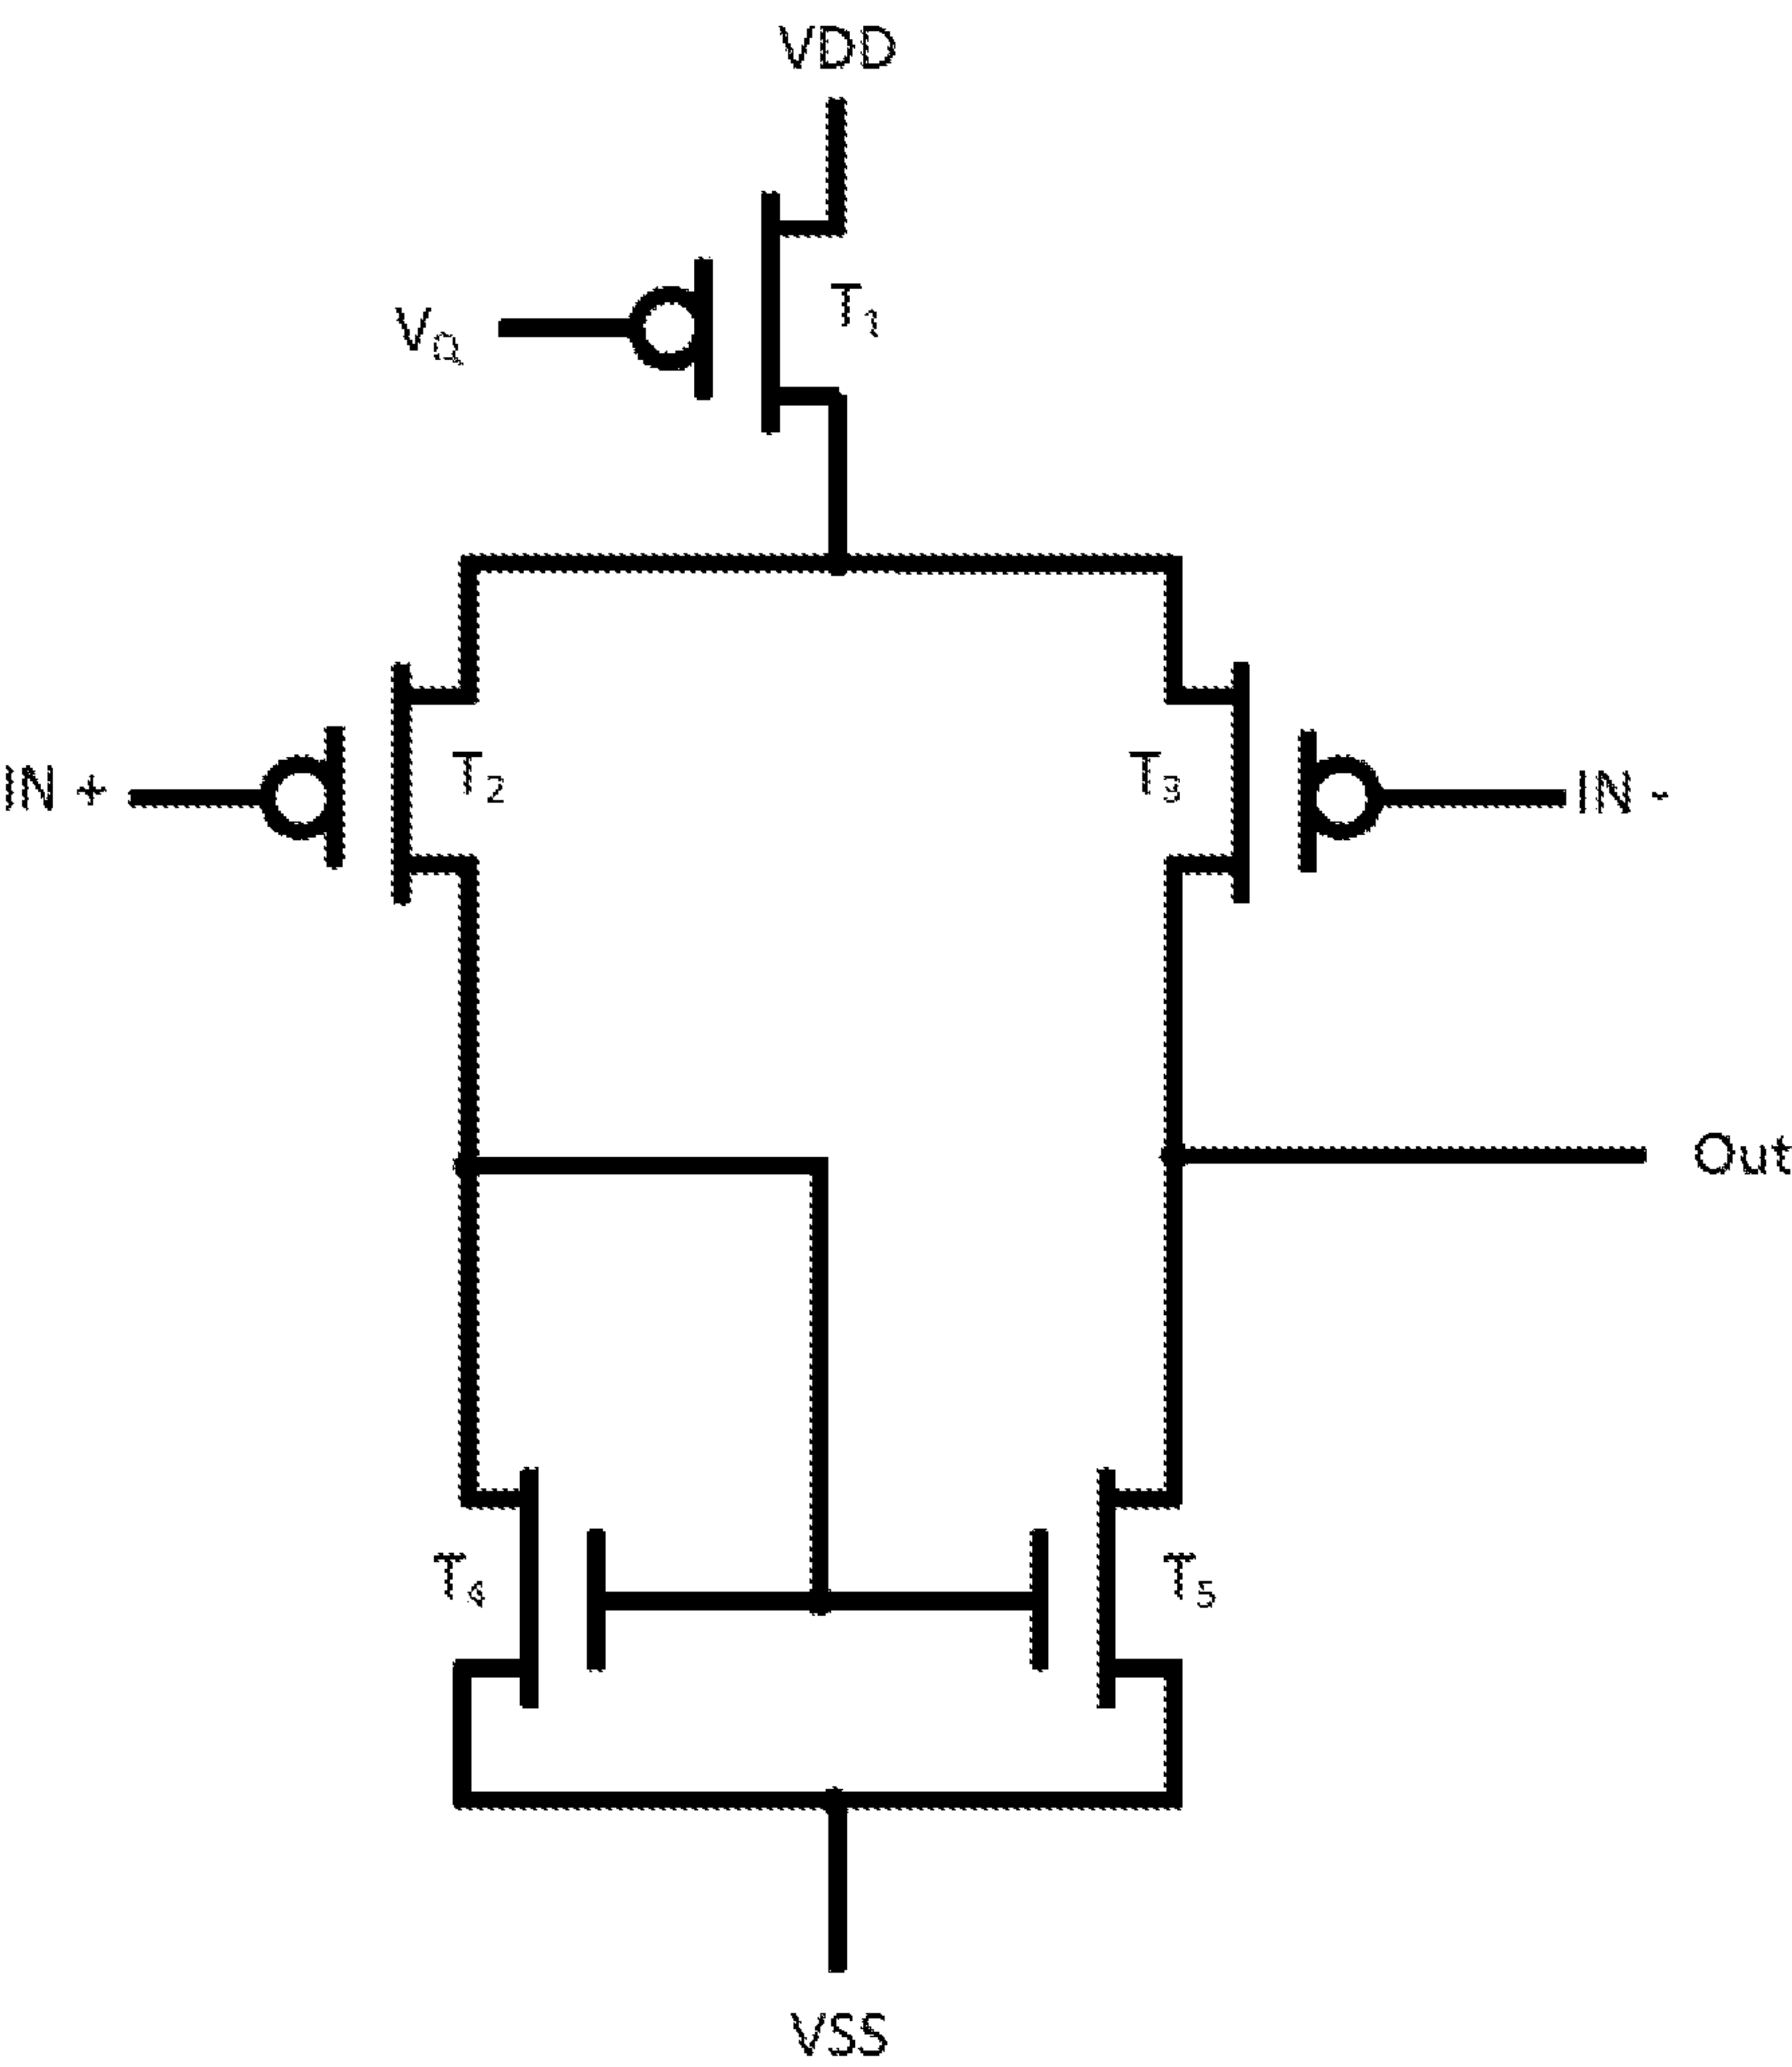 VDD
T1
VQ
T2
T3
IN +
IN -
Out
T4
T5
VSS